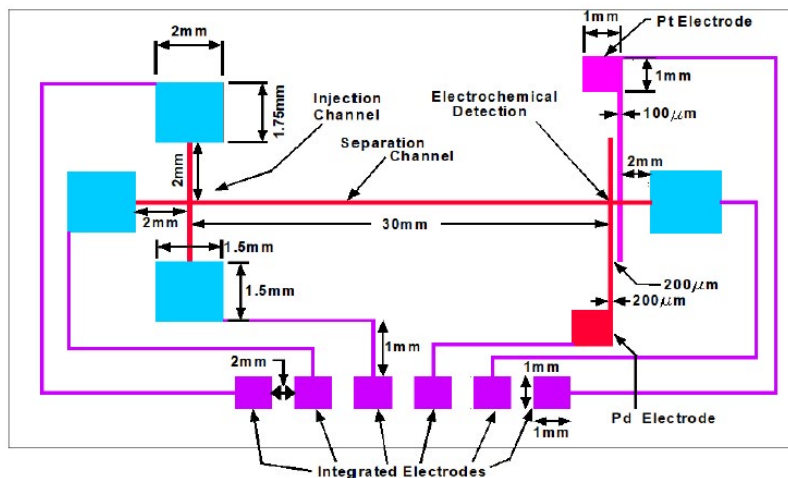 1mm
Pt Electrode
2mm
1mm
Injection
Channel
Electrochemical
Detection
1.75mm
100μm
Separation
Channel
2mm
2mm
2mm
30mm
1.5mm
1.5mm
200μm
200μm
1mm
2mm
1mm
Pd Electrode
1mm
Integrated Electrodes